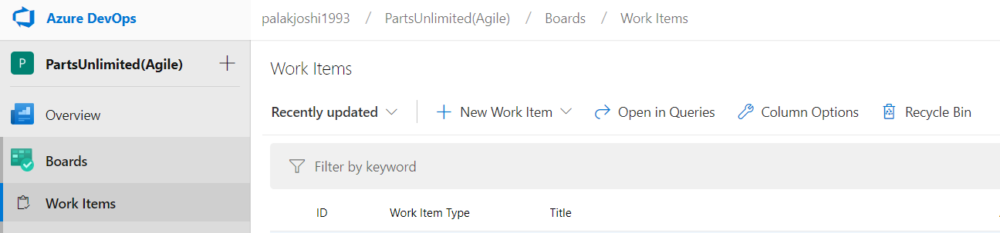 Azure DevOps palakjoshi1993 / PartsUnlimited(Agile) / Boards / Work Items
P PartsUnlimited(Agile)
Work Items
Overview
Recently updated New Work Item Open in Queries Column Options Recycle Bin
Boards
Filter by keyword
Work Items
ID Work Item Type Title